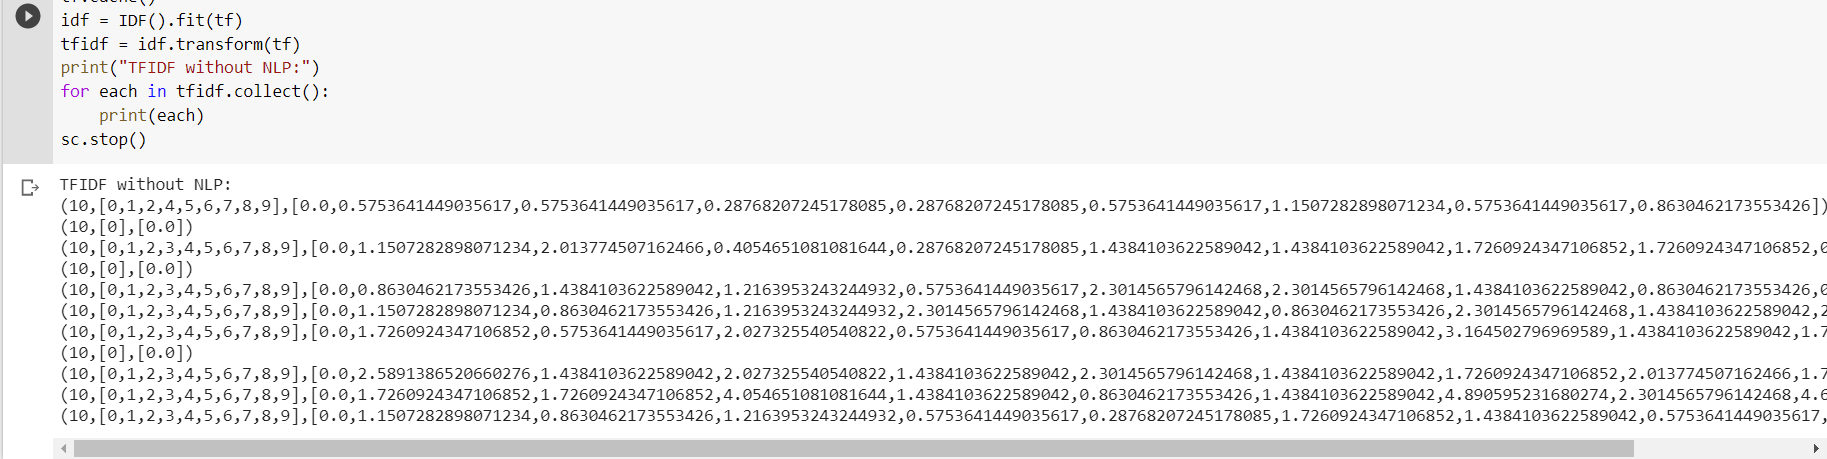 idf = IDF().fit(tf)
tfidf = idf.transform(tf)
print("TFIDF without NLP:")
for each in tfidf.collect():
    print(each)
sc.stop()
TFIDF without NLP:
(10,[0,1,2,4,5,6,7,8,9],[0.0,0.5753641449035617,0.5753641449035617,0.28768207245178085,0.28768207245178085,0.5753641449035617,1.1507282898071234,0.5753641449035617,0.8630462173553426])
(10,[0],[0.0])
(10,[0,1,2,3,4,5,6,7,8,9],[0.0,1.1507282898071234,2.013774507162466,0.4054651081081644,0.28768207245178085,1.4384103622589042,1.4384103622589042,1.7260924347106852,1.7260924347106852,0
(10,[0],[0.0])
(10,[0,1,2,3,4,5,6,7,8,9],[0.0,0.8630462173553426,1.4384103622589042,1.2163953243244932,0.5753641449035617,2.3014565796142468,2.3014565796142468,1.4384103622589042,0.8630462173553426,0
(10,[0,1,2,3,4,5,6,7,8,9],[0.0,1.1507282898071234,0.8630462173553426,1.2163953243244932,2.3014565796142468,1.4384103622589042,0.8630462173553426,2.3014565796142468,1.4384103622589042,2
(10,[0,1,2,3,4,5,6,7,8,9],[0.0,1.7260924347106852,0.5753641449035617,2.027325540540822,0.5753641449035617,0.8630462173553426,1.4384103622589042,3.164502796969589,1.4384103622589042,1.7
(10,[0],[0.0])
(10,[0,1,2,3,4,5,6,7,8,9],[0.0,2.5891386520660276,1.4384103622589042,2.027325540540822,1.4384103622589042,2.3014565796142468,1.4384103622589042,1.7260924347106852,2.013774507162466,1.7
(10,[0,1,2,3,4,5,6,7,8,9],[0.0,1.7260924347106852,1.7260924347106852,4.054651081081644,1.4384103622589042,0.8630462173553426,1.4384103622589042,4.890595231680274,2.3014565796142468,4.6
(10,[0,1,2,3,4,5,6,7,8,9],[0.0,1.1507282898071234,0.8630462173553426,1.2163953243244932,0.5753641449035617,0.28768207245178085,1.7260924347106852,1.4384103622589042,0.5753641449035617,